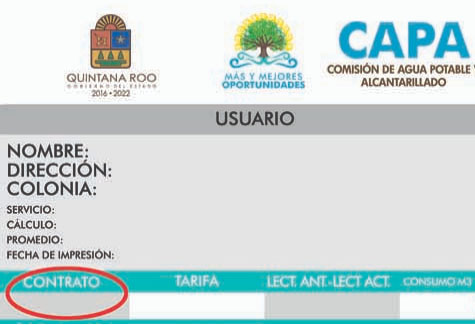 QUINTANA ROO
GOBIERNO DEL ESTADO
2016 • 2022
MÁS Y MEJORES
OPORTUNIDADES
CAPA
COMISIÓN DE AGUA POTABLE Y
ALCANTARILLADO
USUARIO
NOMBRE:
DIRECCIÓN:
COLONIA:
SERVICIO:
CÁLCULO:
PROMEDIO:
FECHA DE IMPRESIÓN:
CONTRATO TARIFA LECT. ANT.-LECT ACT. CONSUMO M3